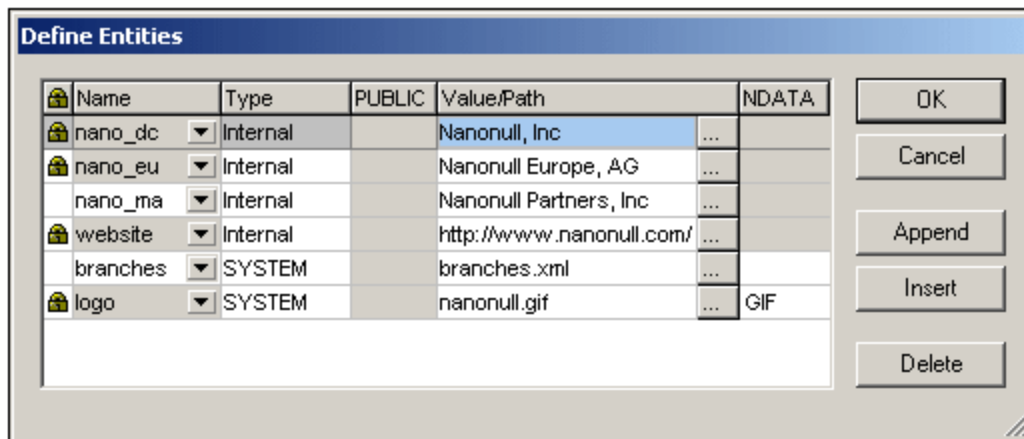 Define Entities
Name Type PUBLIC Value/Path NDATA
nano_dc Internal Nanonull, Inc ...
nano_eu Internal Nanonull Europe, AG ...
nano_ma Internal Nanonull Partners, Inc ...
website Internal http://www.nanonull.com/ ...
branches SYSTEM branches.xml ...
logo SYSTEM nanonull.gif ... GIF
OK
Cancel
Append
Insert
Delete